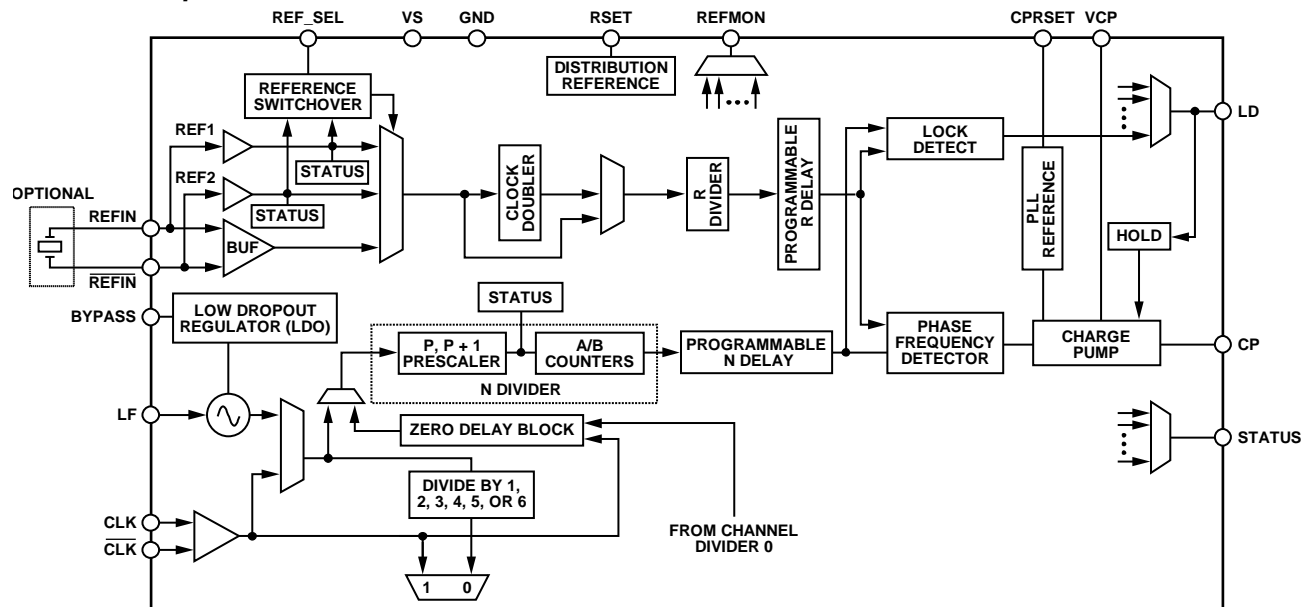 REF_SEL
VS
GND
RSET
REFMON
CPRSET
VCP
DISTRIBUTION
REFERENCE
REFERENCE
SWITCHOVER
REF1
STATUS
REF2
STATUS
OPTIONAL
REFIN
REFIN
BUF
CLOCK
DOUBLER
R
DIVIDER
PROGRAMMABLE
R DELAY
LOCK
DETECT
PLL
REFERENCE
LD
HOLD
BYPASS
LOW DROPOUT
REGULATOR (LDO)
STATUS
P, P + 1
PRESCALER
A/B
COUNTERS
N DIVIDER
PROGRAMMABLE
N DELAY
PHASE
FREQUENCY
DETECTOR
CHARGE
PUMP
CP
LF
ZERO DELAY BLOCK
STATUS
DIVIDE BY 1,
2, 3, 4, 5, OR 6
CLK
CLK
FROM CHANNEL
DIVIDER 0
1 0